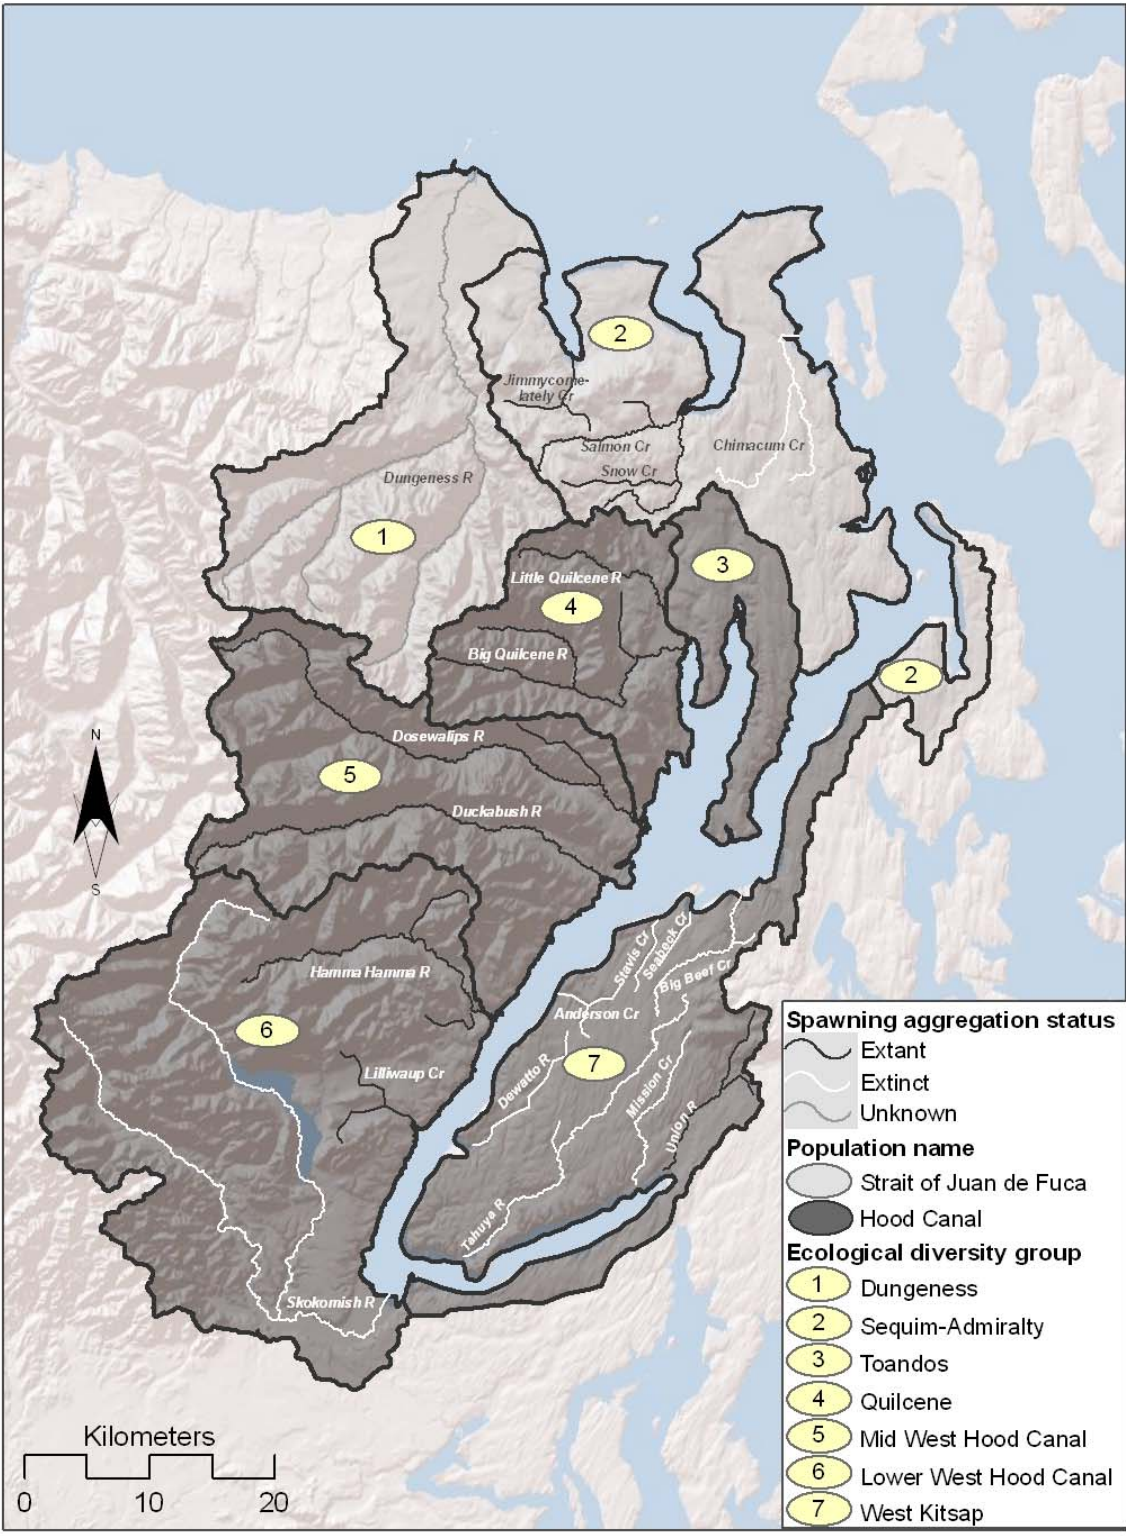 2
Jimmycome-
lately Cr
Salmon Cr
Chimacum Cr
Snow Cr
Dungeness R
1
3
Little Quilcene R
4
Big Quilcene R
2
Dosewalips R
N
5
Duckabush R
S
Stavis Cr
Seabeck Cr
Big Beef Cr
Hamma Hamma R
Anderson Cr
6
7
Lilliwaup Cr
Dewatto R
Mission Cr
Union R
Tahuya R
Skokomish R
Kilometers
0 10 20
Spawning aggregation status
Extant
Extinct
Unknown
Population name
Strait of Juan de Fuca
Hood Canal
Ecological diversity group
1 Dungeness
2 Sequim-Admiralty
3 Toandos
4 Quilcene
5 Mid West Hood Canal
6 Lower West Hood Canal
7 West Kitsap